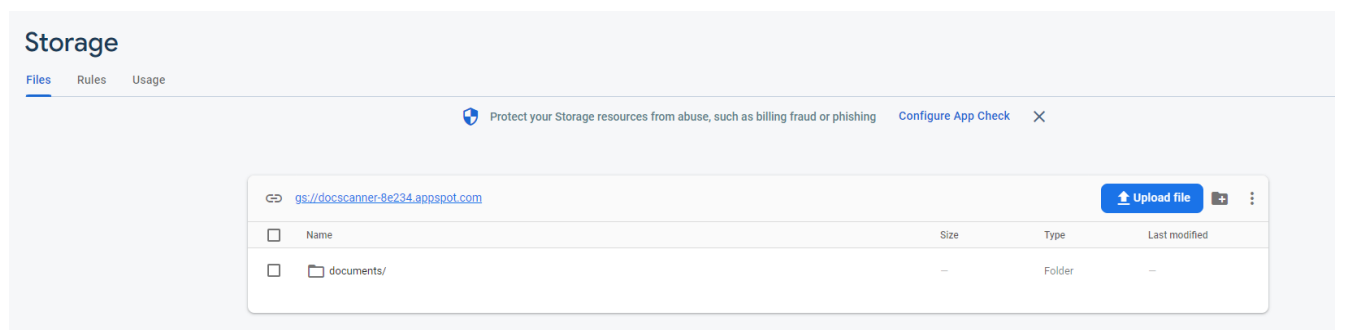 Storage
Files Rules Usage
Protect your Storage resources from abuse, such as billing fraud or phishing Configure App Check
gs://docscanner-8e234.appspot.com Upload file
Name Size Type Last modified
documents/ — Folder —